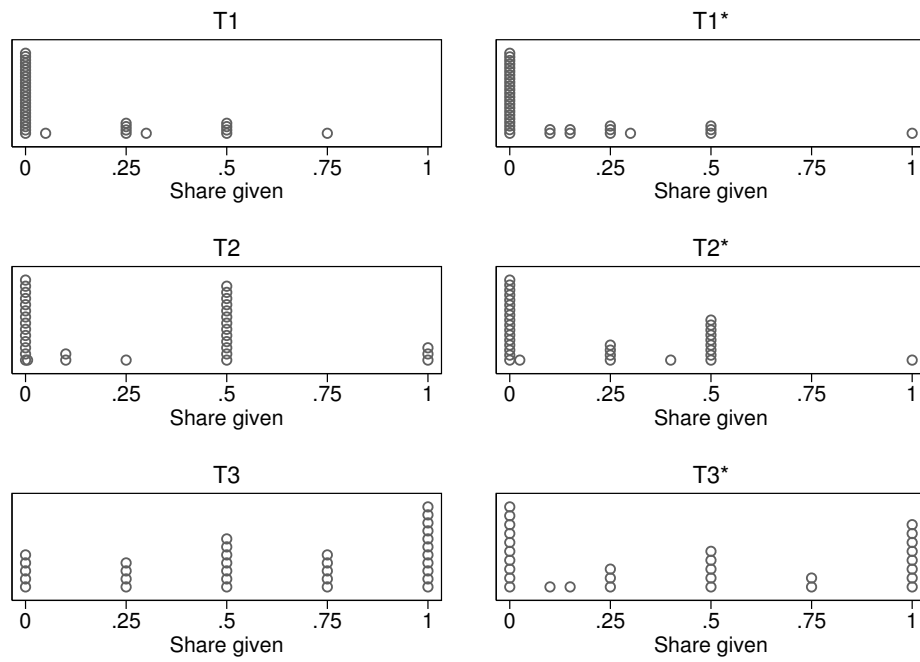 T1
0 .25 .5 .75 1
Share given
T1*
0 .25 .5 .75 1
Share given
T2
0 .25 .5 .75 1
Share given
T2*
0 .25 .5 .75 1
Share given
T3
0 .25 .5 .75 1
Share given
T3*
0 .25 .5 .75 1
Share given